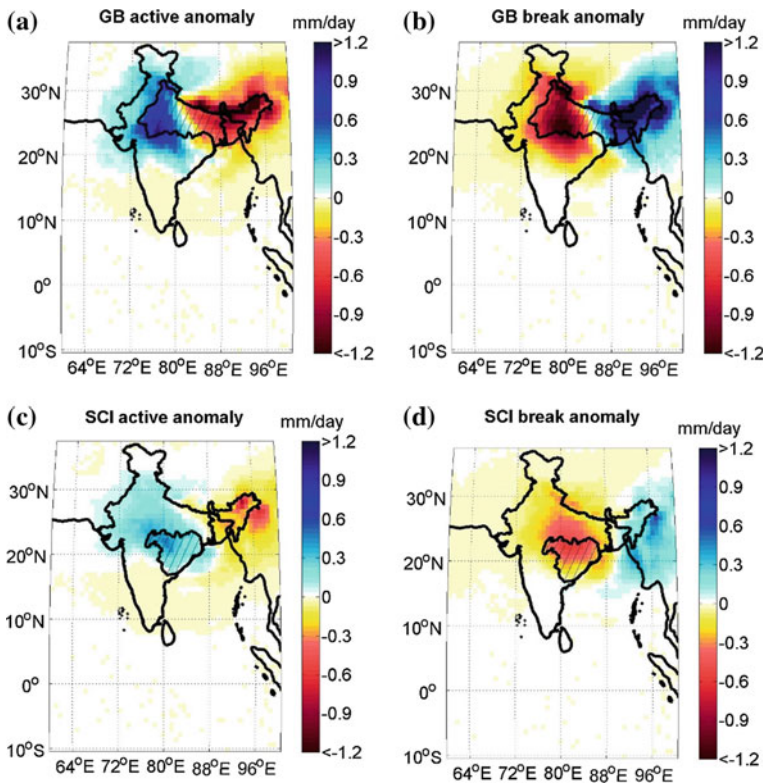 (a) GB active anomaly mm/day
(b) GB break anomaly mm/day
30°N
20°N
10°N
0°
10°S
64°E 72°E 80°E 88°E 96°E
>1.2
0.9
0.6
0.3
0
-0.3
-0.6
-0.9
<-1.2
30°N
20°N
10°N
0°
10°S
64°E 72°E 80°E 88°E 96°E
>1.2
0.9
0.6
0.3
0
-0.3
-0.6
-0.9
<-1.2
(c) SCI active anomaly mm/day
(d) SCI break anomaly mm/day
30°N
20°N
10°N
0°
10°S
64°E 72°E 80°E 88°E 96°E
>1.2
0.9
0.6
0.3
0
-0.3
-0.6
-0.9
<-1.2
30°N
20°N
10°N
0°
10°S
64°E 72°E 80°E 88°E 96°E
>1.2
0.9
0.6
0.3
0
-0.3
-0.6
-0.9
<-1.2